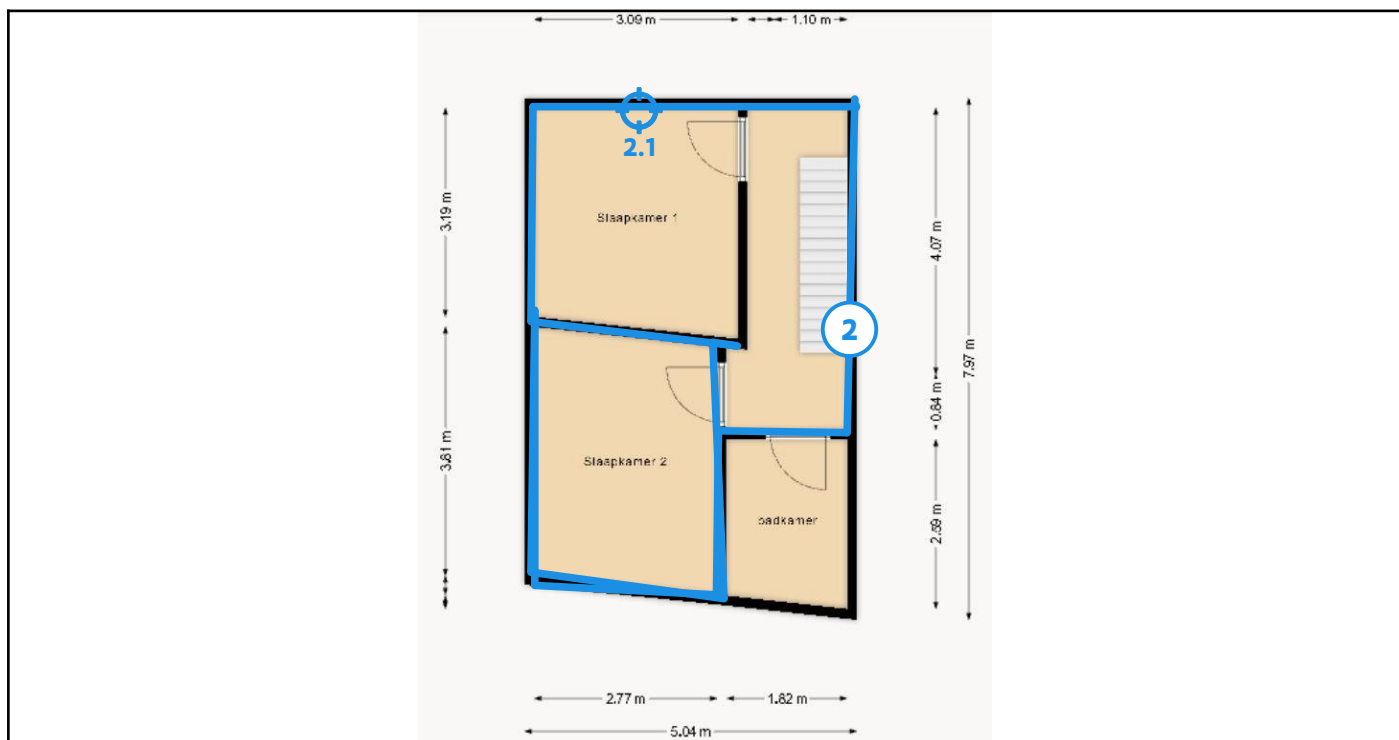 3.09 m
1.10 m
2.1
3.19 m
Slaapkamer 1
4.07 m
2
7.97 m
0.84 m
3.81 m
Slaapkamer 2
badkamer
2.59 m
2.77 m
1.82 m
5.04 m